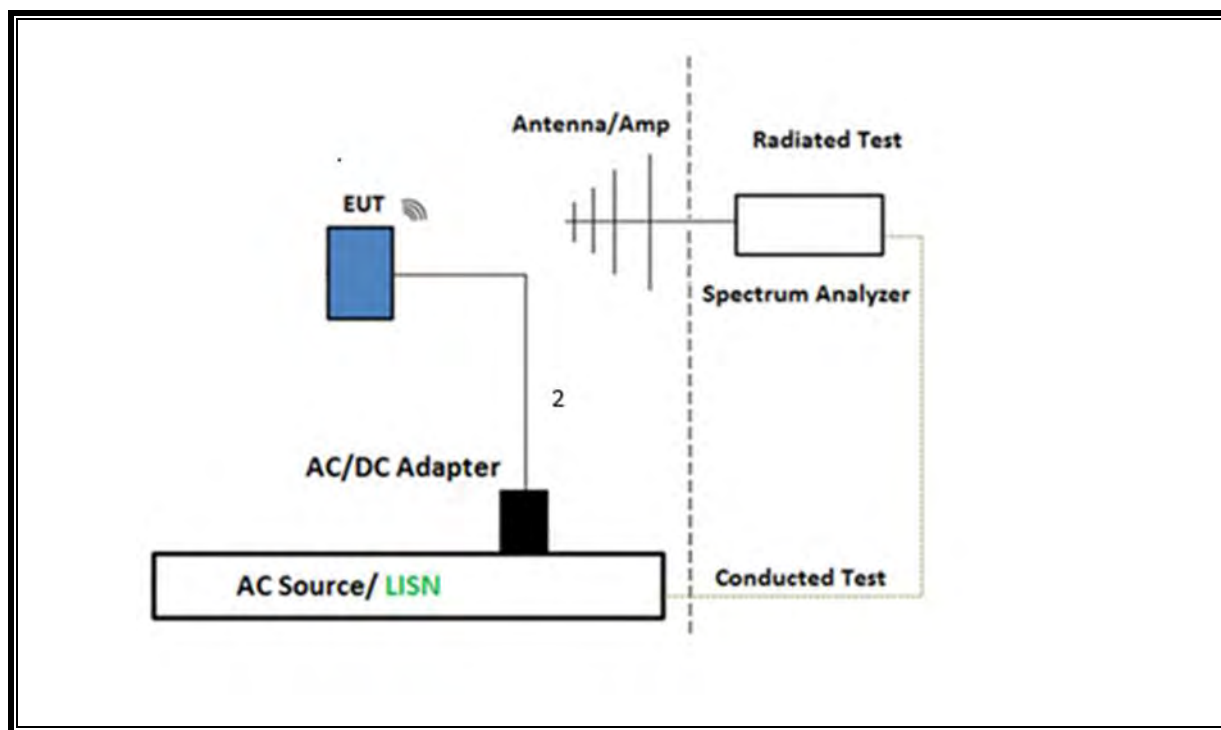 Antenna/Amp
Radiated Test
EUT
Spectrum Analyzer
2
AC/DC Adapter
Conducted Test
AC Source/ LISN